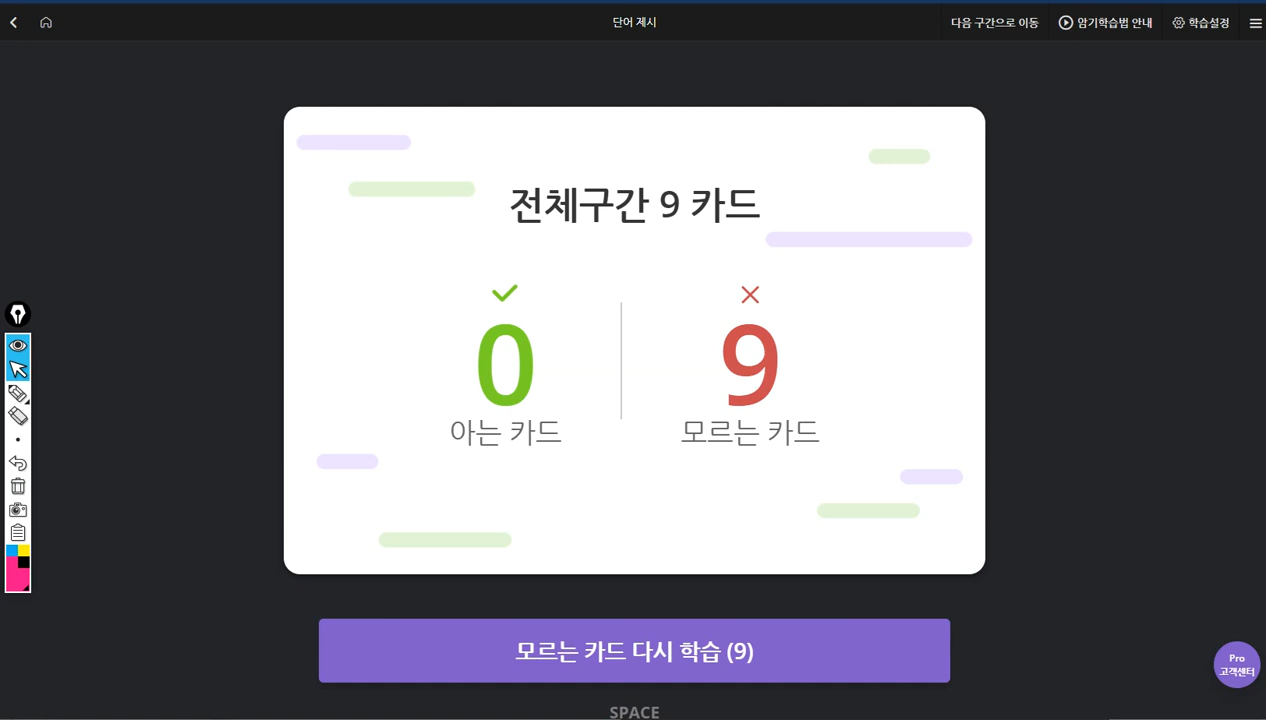 단어 제시
다음 구간으로 이동
암기학습법 안내
학습설정
전체구간 9 카드
0
9
아는 카드
모르는 카드
모르는 카드 다시 학습 (9)
Pro
고객센터
SPACE